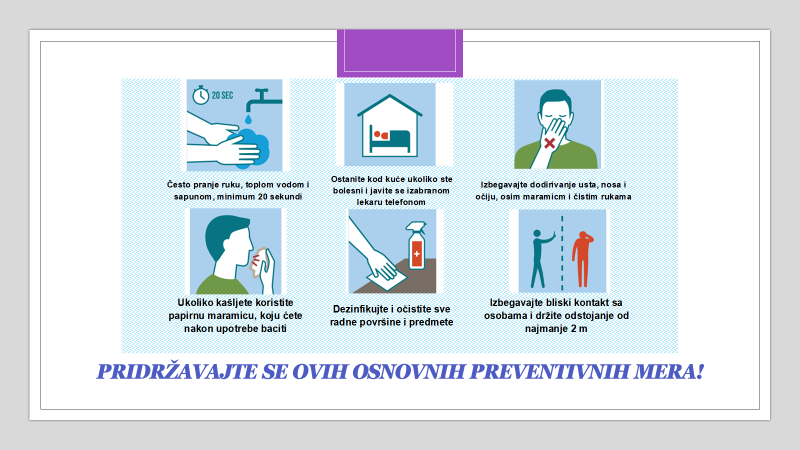 20 SEC
Često pranje ruku, toplom vodom i
sapunom, minimum 20 sekundi
Ostanite kod kuće ukoliko ste
bolesni i javite se izabranom
lekaru telefonom
Izbegavajte dodirivanje usta, nosa i
očiju, osim maramicm i čistim rukama
Ukoliko kašljete koristite
papirnu maramicu, koju ćete
nakon upotrebe baciti
Dezinfikujte i očistite sve
radne površine i predmete
Izbegavajte bliski kontakt sa
osobama i držite odstojanje od
najmanje 2 m
PRIDRŽAVAJTE SE OVIH OSNOVNIH PREVENTIVNIH MERA!